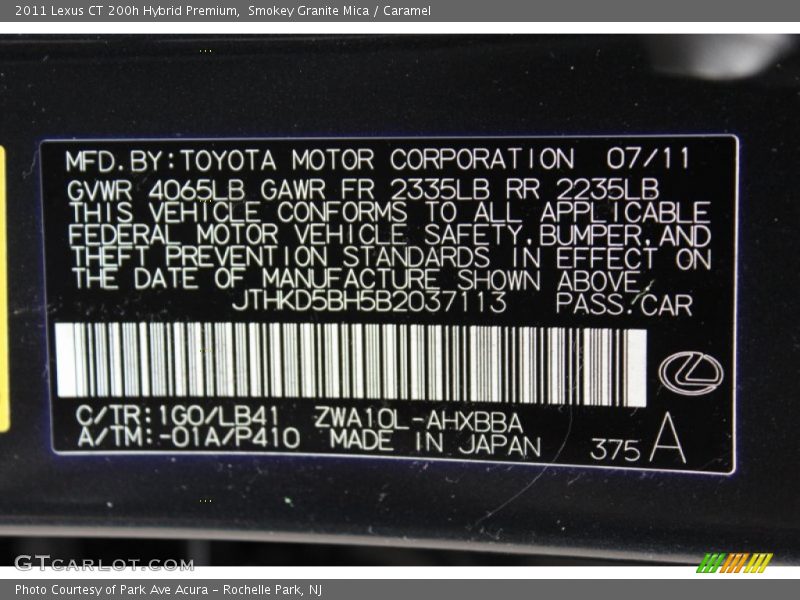 2011 Lexus CT 200h Hybrid Premium,  Smokey Granite Mica / Caramel
MFD. BY: TOYOTA MOTOR CORPORATION 07/11
GVWR 4065LB GAWR FR 2335LB RR 2235LB
THIS VEHICLE CONFORMS TO ALL APPLICABLE
FEDERAL MOTOR VEHICLE SAFETY, BUMPER, AND
THEFT PREVENTION STANDARDS IN EFFECT ON
THE DATE OF MANUFACTURE SHOWN ABOVE.
JTHKD5BH5B2037113 PASS. CAR
C/TR: 1G0/LB41 ZWA10L-AHXBBA
A/TM: -01A/P410 MADE IN JAPAN 375 A
GTCARLOT.COM
Photo Courtesy of Park Ave Acura - Rochelle Park, NJ